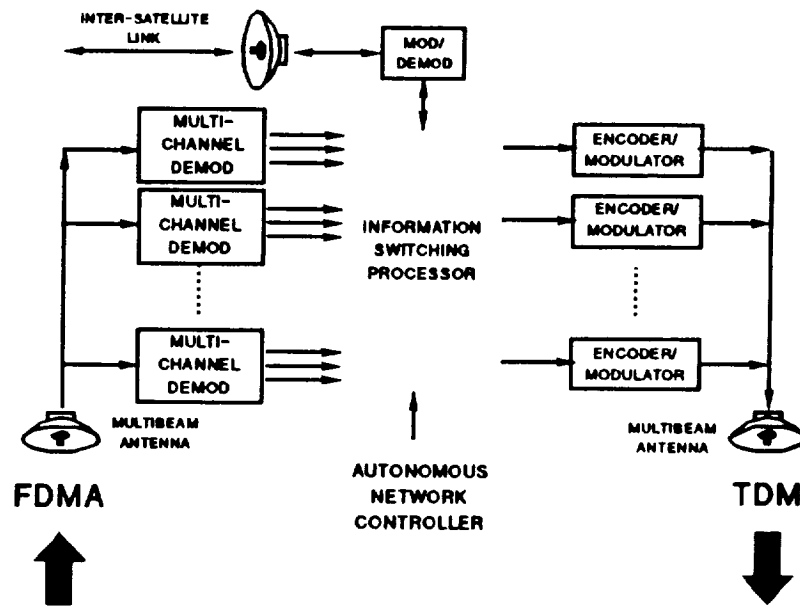 INTER-SATELLITE
LINK
MOD/
DEMOD
MULTI-
CHANNEL
DEMOD
ENCODER/
MODULATOR
MULTI-
CHANNEL
DEMOD
ENCODER/
MODULATOR
INFORMATION
SWITCHING
PROCESSOR
MULTI-
CHANNEL
DEMOD
ENCODER/
MODULATOR
MULTIBEAM
ANTENNA
MULTIBEAM
ANTENNA
FDMA
AUTONOMOUS
NETWORK
CONTROLLER
TDM